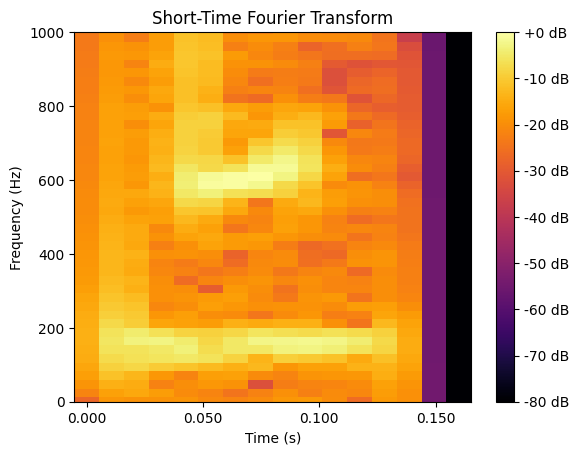 Short-Time Fourier Transform
1000
800
600
400
200
0
Frequency (Hz)
0.000
0.050
0.100
0.150
Time (s)
+0 dB
-10 dB
-20 dB
-30 dB
-40 dB
-50 dB
-60 dB
-70 dB
-80 dB